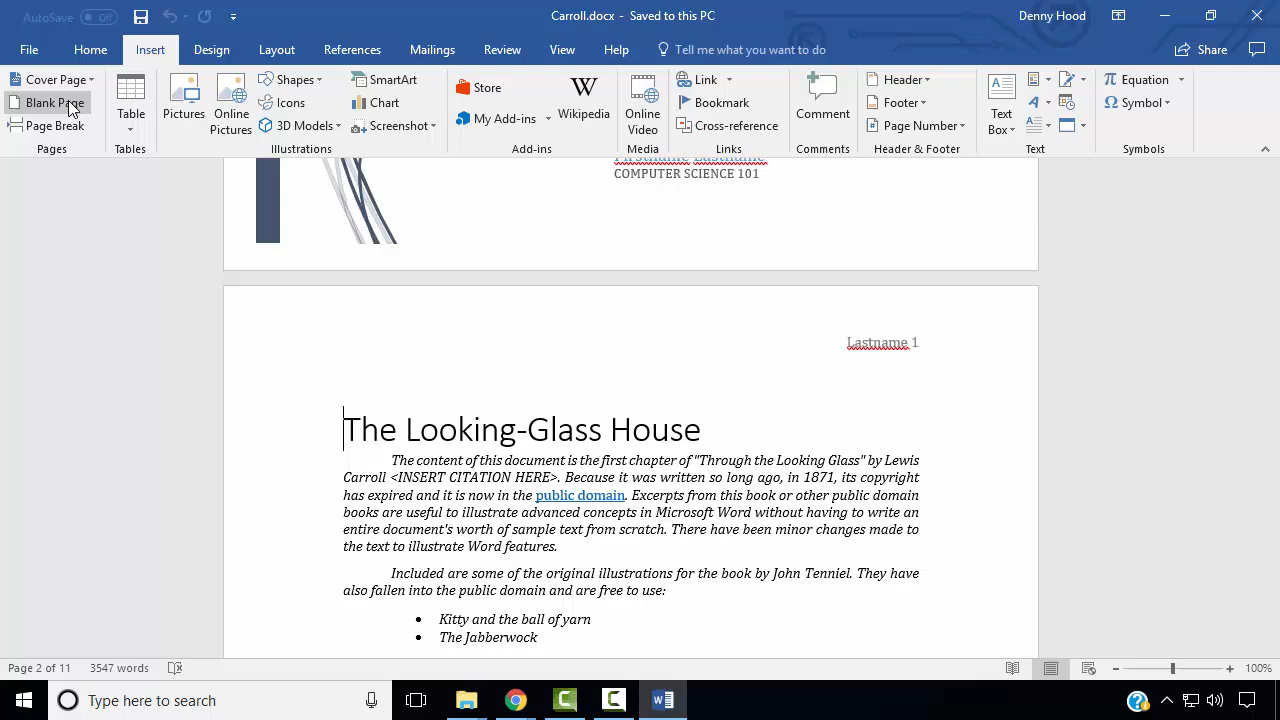 AutoSave Off Carroll.docx - Saved to this PC Denny Hood
File Home Insert Design Layout References Mailings Review View Help Tell me what you want to do Share
Cover Page
Blank Page
Page Break
Pages
Table
Tables
Pictures
Online Pictures
Shapes
Icons
3D Models
SmartArt
Chart
Screenshot
Illustrations
Store
My Add-ins
W
Wikipedia
Add-ins
Online Video
Media
Link
Bookmark
Cross-reference
Links
Comment
Comments
Header
Footer
Page Number
Header & Footer
Text Box
Text
Equation
Symbol
Symbols
Firstname Lastname
COMPUTER SCIENCE 101
Lastname 1
The Looking-Glass House
The content of this document is the first chapter of "Through the Looking Glass" by Lewis
Carroll <INSERT CITATION HERE>. Because it was written so long ago, in 1871, its copyright
has expired and it is now in the public domain. Excerpts from this book or other public domain
books are useful to illustrate advanced concepts in Microsoft Word without having to write an
entire document's worth of sample text from scratch. There have been minor changes made to
the text to illustrate Word features.
Included are some of the original illustrations for the book by John Tenniel. They have
also fallen into the public domain and are free to use:
• Kitty and the ball of yarn
• The Jabberwock
Page 2 of 11 3547 words 100%
Type here to search